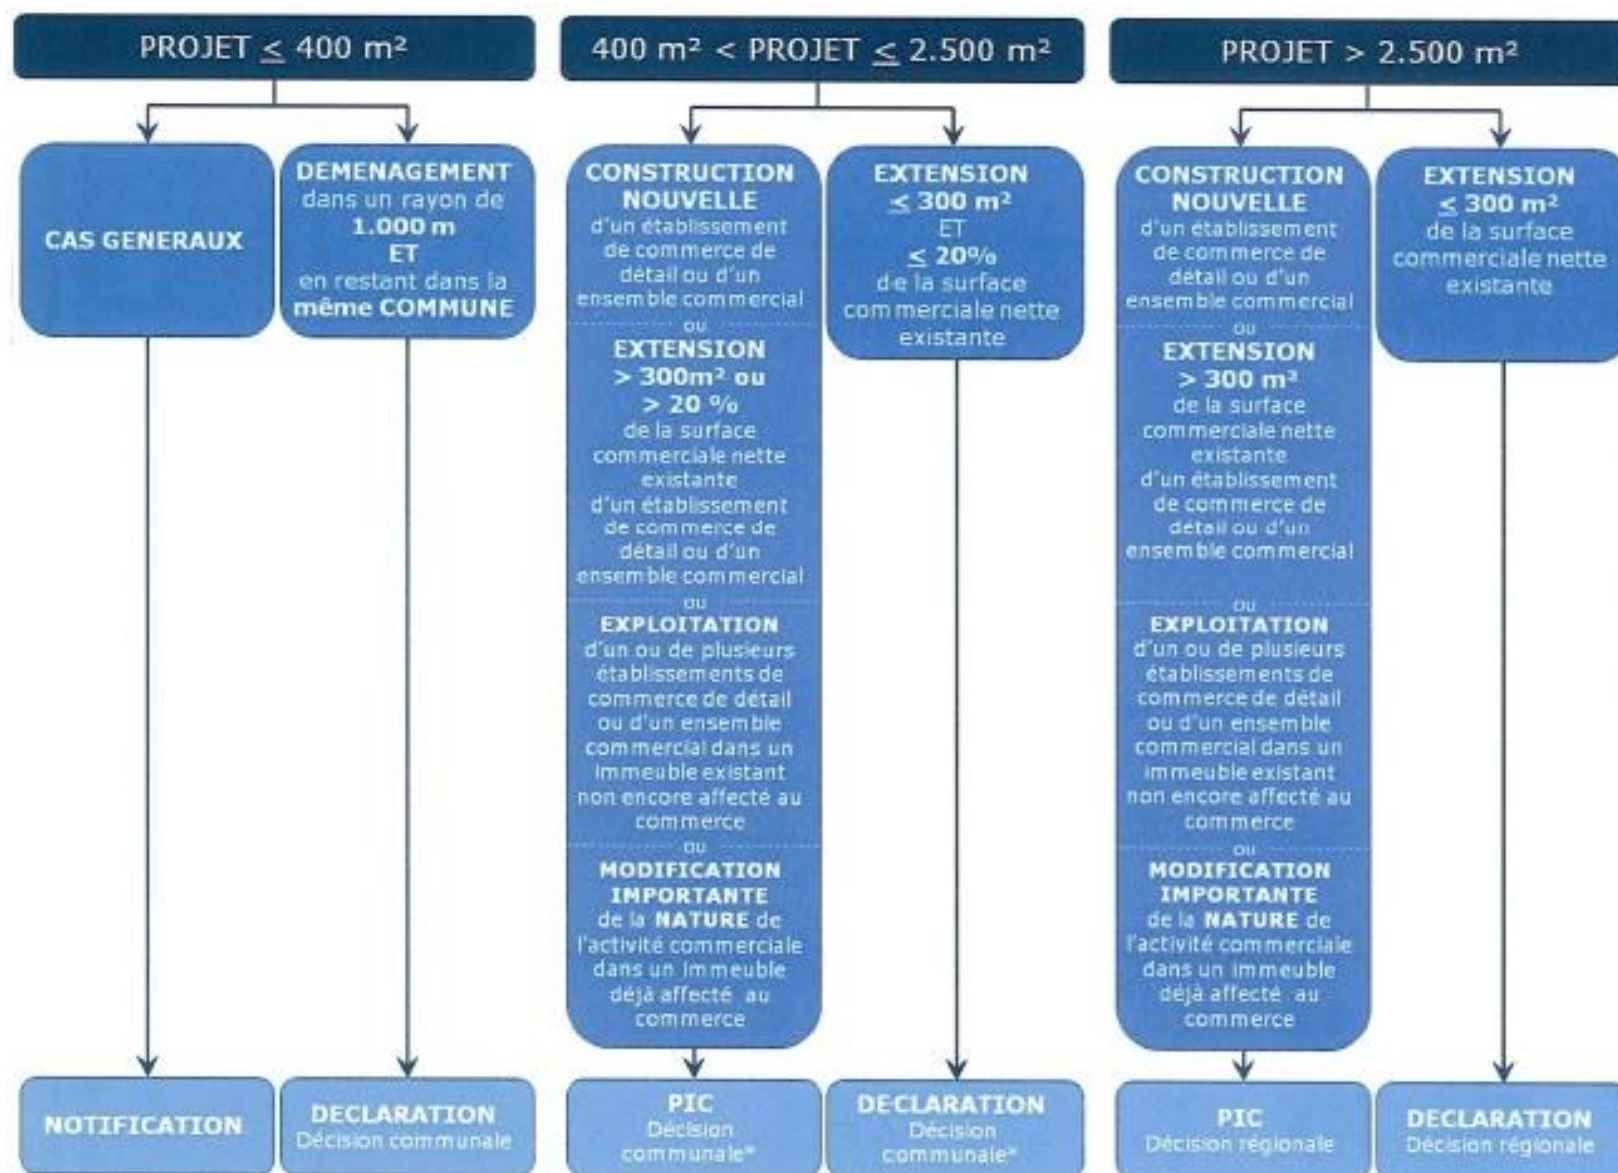 PROJET ≤ 400 m²
CAS GENERAUX
DEMENAGEMENT
dans un rayon de
1.000 m
ET
en restant dans la
même COMMUNE
NOTIFICATION
DECLARATION
Décision communale
400 m² < PROJET ≤ 2.500 m²
CONSTRUCTION
NOUVELLE
d'un établissement
de commerce de
détail ou d'un
ensemble commercial
ou
EXTENSION
> 300m² ou
> 20 %
de la surface
commerciale nette
existante
d'un établissement
de commerce de
détail ou d'un
ensemble commercial
ou
EXPLOITATION
d'un ou de plusieurs
établissements de
commerce de détail
ou d'un ensemble
commercial dans un
immeuble existant
non encore affecté au
commerce
ou
MODIFICATION
IMPORTANTE
de la NATURE de
l'activité commerciale
dans un immeuble
déjà affecté au
commerce
EXTENSION
≤ 300 m²
ET
≤ 20%
de la surface
commerciale nette
existante
PIC
Décision
communale*
DECLARATION
Décision
communale*
PROJET > 2.500 m²
CONSTRUCTION
NOUVELLE
d'un établissement
de commerce de
détail ou d'un
ensemble commercial
ou
EXTENSION
> 300 m²
de la surface
commerciale nette
existante
d'un établissement
de commerce de
détail ou d'un
ensemble commercial
ou
EXPLOITATION
d'un ou de plusieurs
établissements de
commerce de détail
ou d'un ensemble
commercial dans un
immeuble existant
non encore affecté au
commerce
ou
MODIFICATION
IMPORTANTE
de la NATURE de
l'activité commerciale
dans un immeuble
déjà affecté au
commerce
EXTENSION
≤ 300 m²
de la surface
commerciale nette
existante
PIC
Décision régionale
DECLARATION
Décision régionale